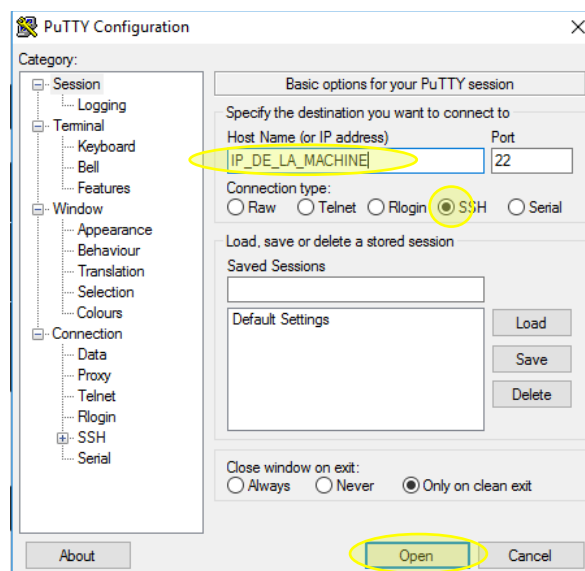 PuTTY Configuration
Category:
Session
Logging
Terminal
Keyboard
Bell
Features
Window
Appearance
Behaviour
Translation
Selection
Colours
Connection
Data
Proxy
Telnet
Rlogin
SSH
Serial
Basic options for your PuTTY session
Specify the destination you want to connect to
Host Name (or IP address) Port
IP_DE_LA_MACHINE 22
Connection type:
Raw Telnet Rlogin SSH Serial
Load, save or delete a stored session
Saved Sessions
Default Settings
Load
Save
Delete
Close window on exit:
Always Never Only on clean exit
About Open Cancel